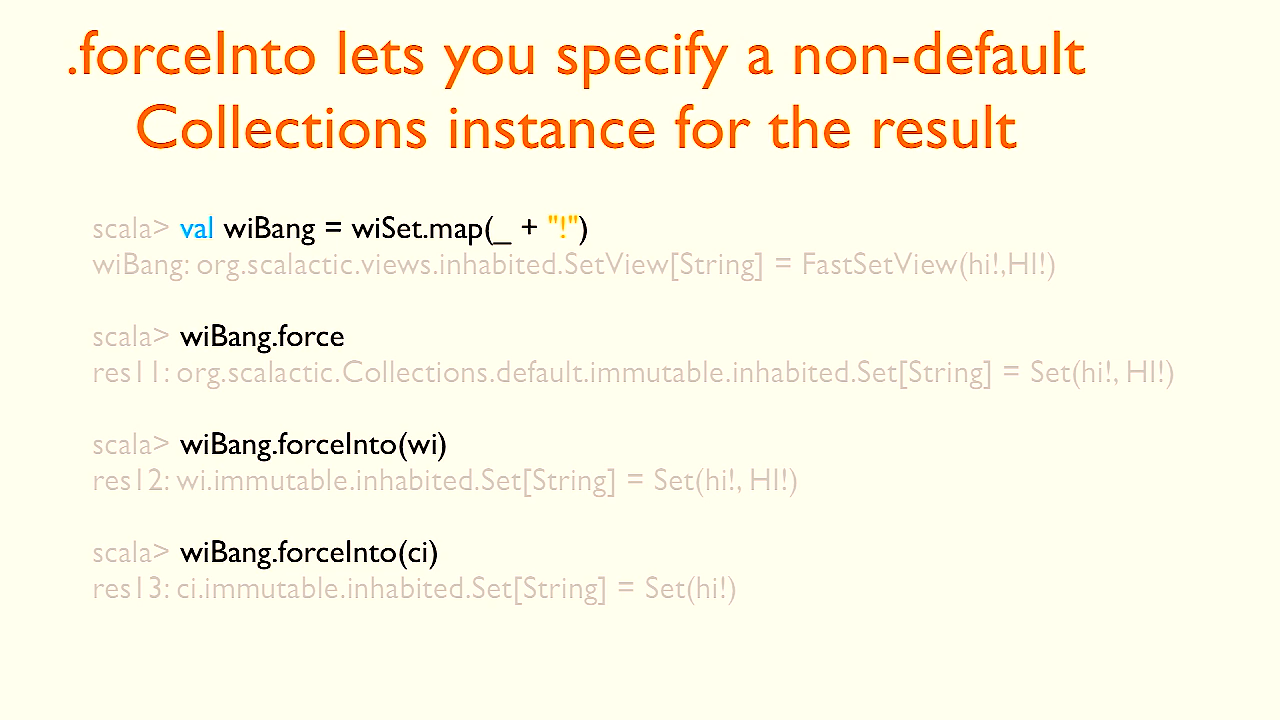 .forceInto lets you specify a non-default
Collections instance for the result
scala> val wiBang = wiSet.map(_ + "!")
wiBang: org.scalactic.views.inhabited.SetView[String] = FastSetView(hi!,HI!)
scala> wiBang.force
res11: org.scalactic.Collections.default.immutable.inhabited.Set[String] = Set(hi!, HI!)
scala> wiBang.forceInto(wi)
res12: wi.immutable.inhabited.Set[String] = Set(hi!, HI!)
scala> wiBang.forceInto(ci)
res13: ci.immutable.inhabited.Set[String] = Set(hi!)